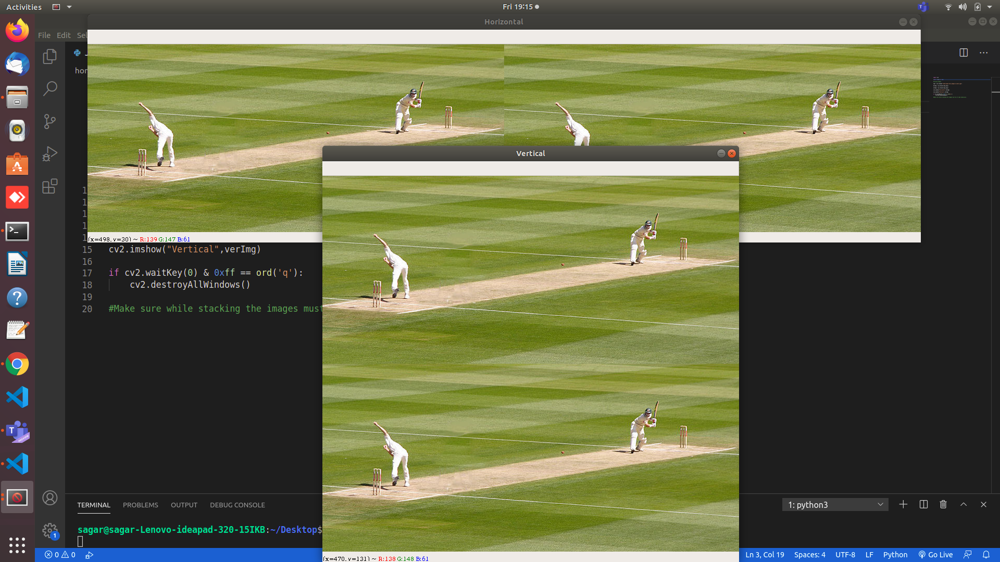 Activities
Fri 19:15
Horizontal
File Edit Sel
hor
Vertical
(x=498, y=30) ~ R:139 G:147 B:61
1
1
1
1
1
15 cv2.imshow("Vertical",verImg)
16
17 if cv2.waitKey(0) & 0xff == ord('q'):
18 cv2.destroyAllWindows()
19
20 #Make sure while stacking the images must
TERMINAL PROBLEMS OUTPUT DEBUG CONSOLE
1: python3
sagar@sagar-Lenovo-ideapad-320-15IKB:~/Desktop$
(x=470, y=131) ~ R:138 G:148 B:61
0 0
Ln 3, Col 19 Spaces: 4 UTF-8 LF Python Go Live
1